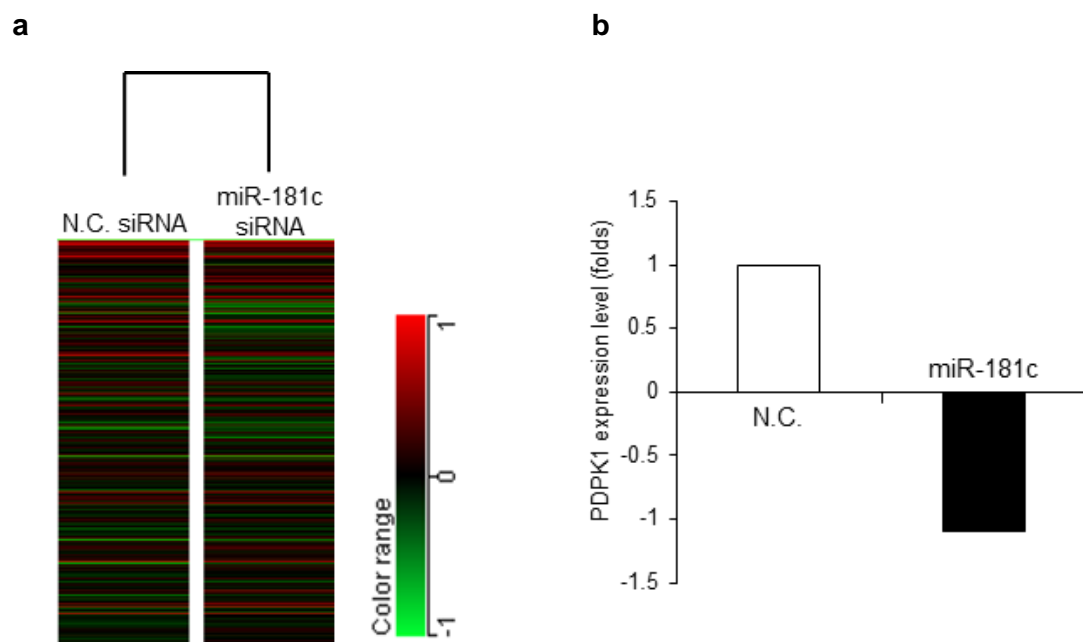 a
b
N.C. siRNA
miR-181c
siRNA
1
0
-1
Color range
PDPK1 expression level (folds)
1.5
1
0.5
0
-0.5
-1
-1.5
N.C.
miR-181c